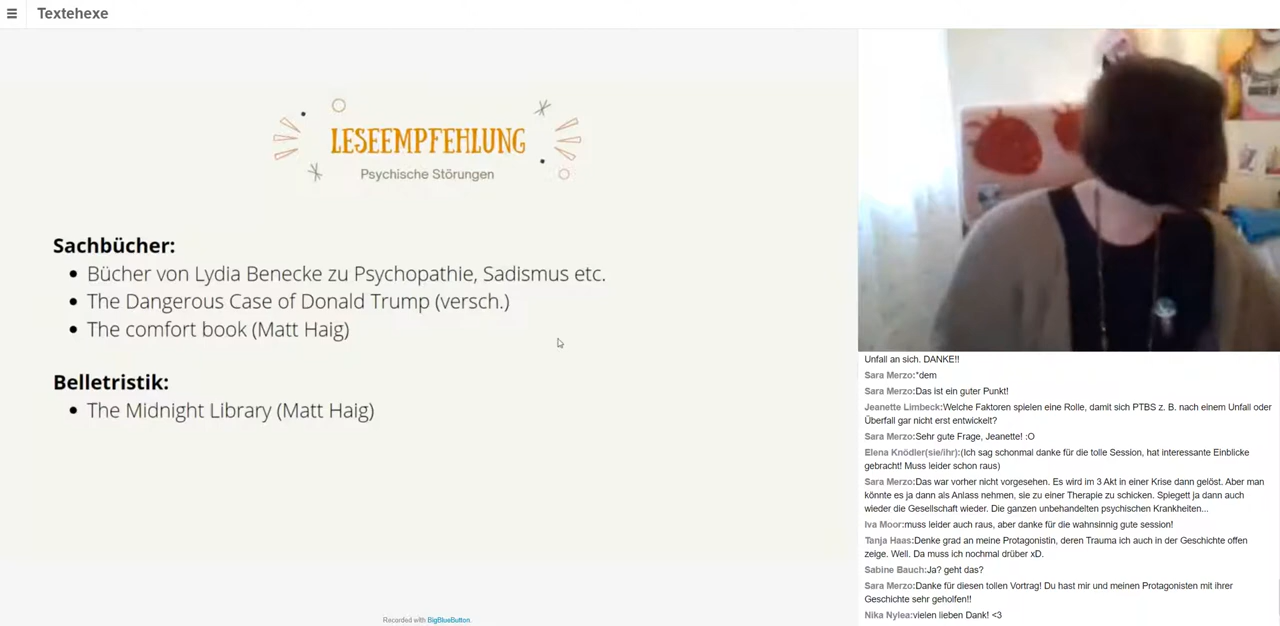 ☰ Textehexe
LESEEMPFEHLUNG
Psychische Störungen
Sachbücher:
• Bücher von Lydia Benecke zu Psychopathie, Sadismus etc.
• The Dangerous Case of Donald Trump (versch.)
• The comfort book (Matt Haig)
Belletristik:
• The Midnight Library (Matt Haig)
Recorded with BigBlueButton.
Unfall an sich. DANKE!!
Sara Merzo:*dem
Sara Merzo:Das ist ein guter Punkt!
Jeanette Limbeck:Welche Faktoren spielen eine Rolle, damit sich PTBS z. B. nach einem Unfall oder
Überfall gar nicht erst entwickelt?
Sara Merzo:Sehr gute Frage, Jeanette! :O
Elena Knödler(sie/ihr):(Ich sag schonmal danke für die tolle Session, hat interessante Einblicke
gebracht! Muss leider schon raus)
Sara Merzo:Das war vorher nicht vorgesehen. Es wird im 3 Akt in einer Krise dann gelöst. Aber man
könnte es ja dann als Anlass nehmen, sie zu einer Therapie zu schicken. Spiegett ja dann auch
wieder die Gesellschaft wieder. Die ganzen unbehandelten psychischen Krankheiten...
Iva Moor:muss leider auch raus, aber danke für die wahnsinnig gute session!
Tanja Haas:Denke grad an meine Protagonistin, deren Trauma ich auch in der Geschichte offen
zeige. Well. Da muss ich nochmal drüber xD.
Sabine Bauch:Ja? geht das?
Sara Merzo:Danke für diesen tollen Vortrag! Du hast mir und meinen Protagonisten mit ihrer
Geschichte sehr geholfen!!
Nika Nylea:vielen lieben Dank! <3